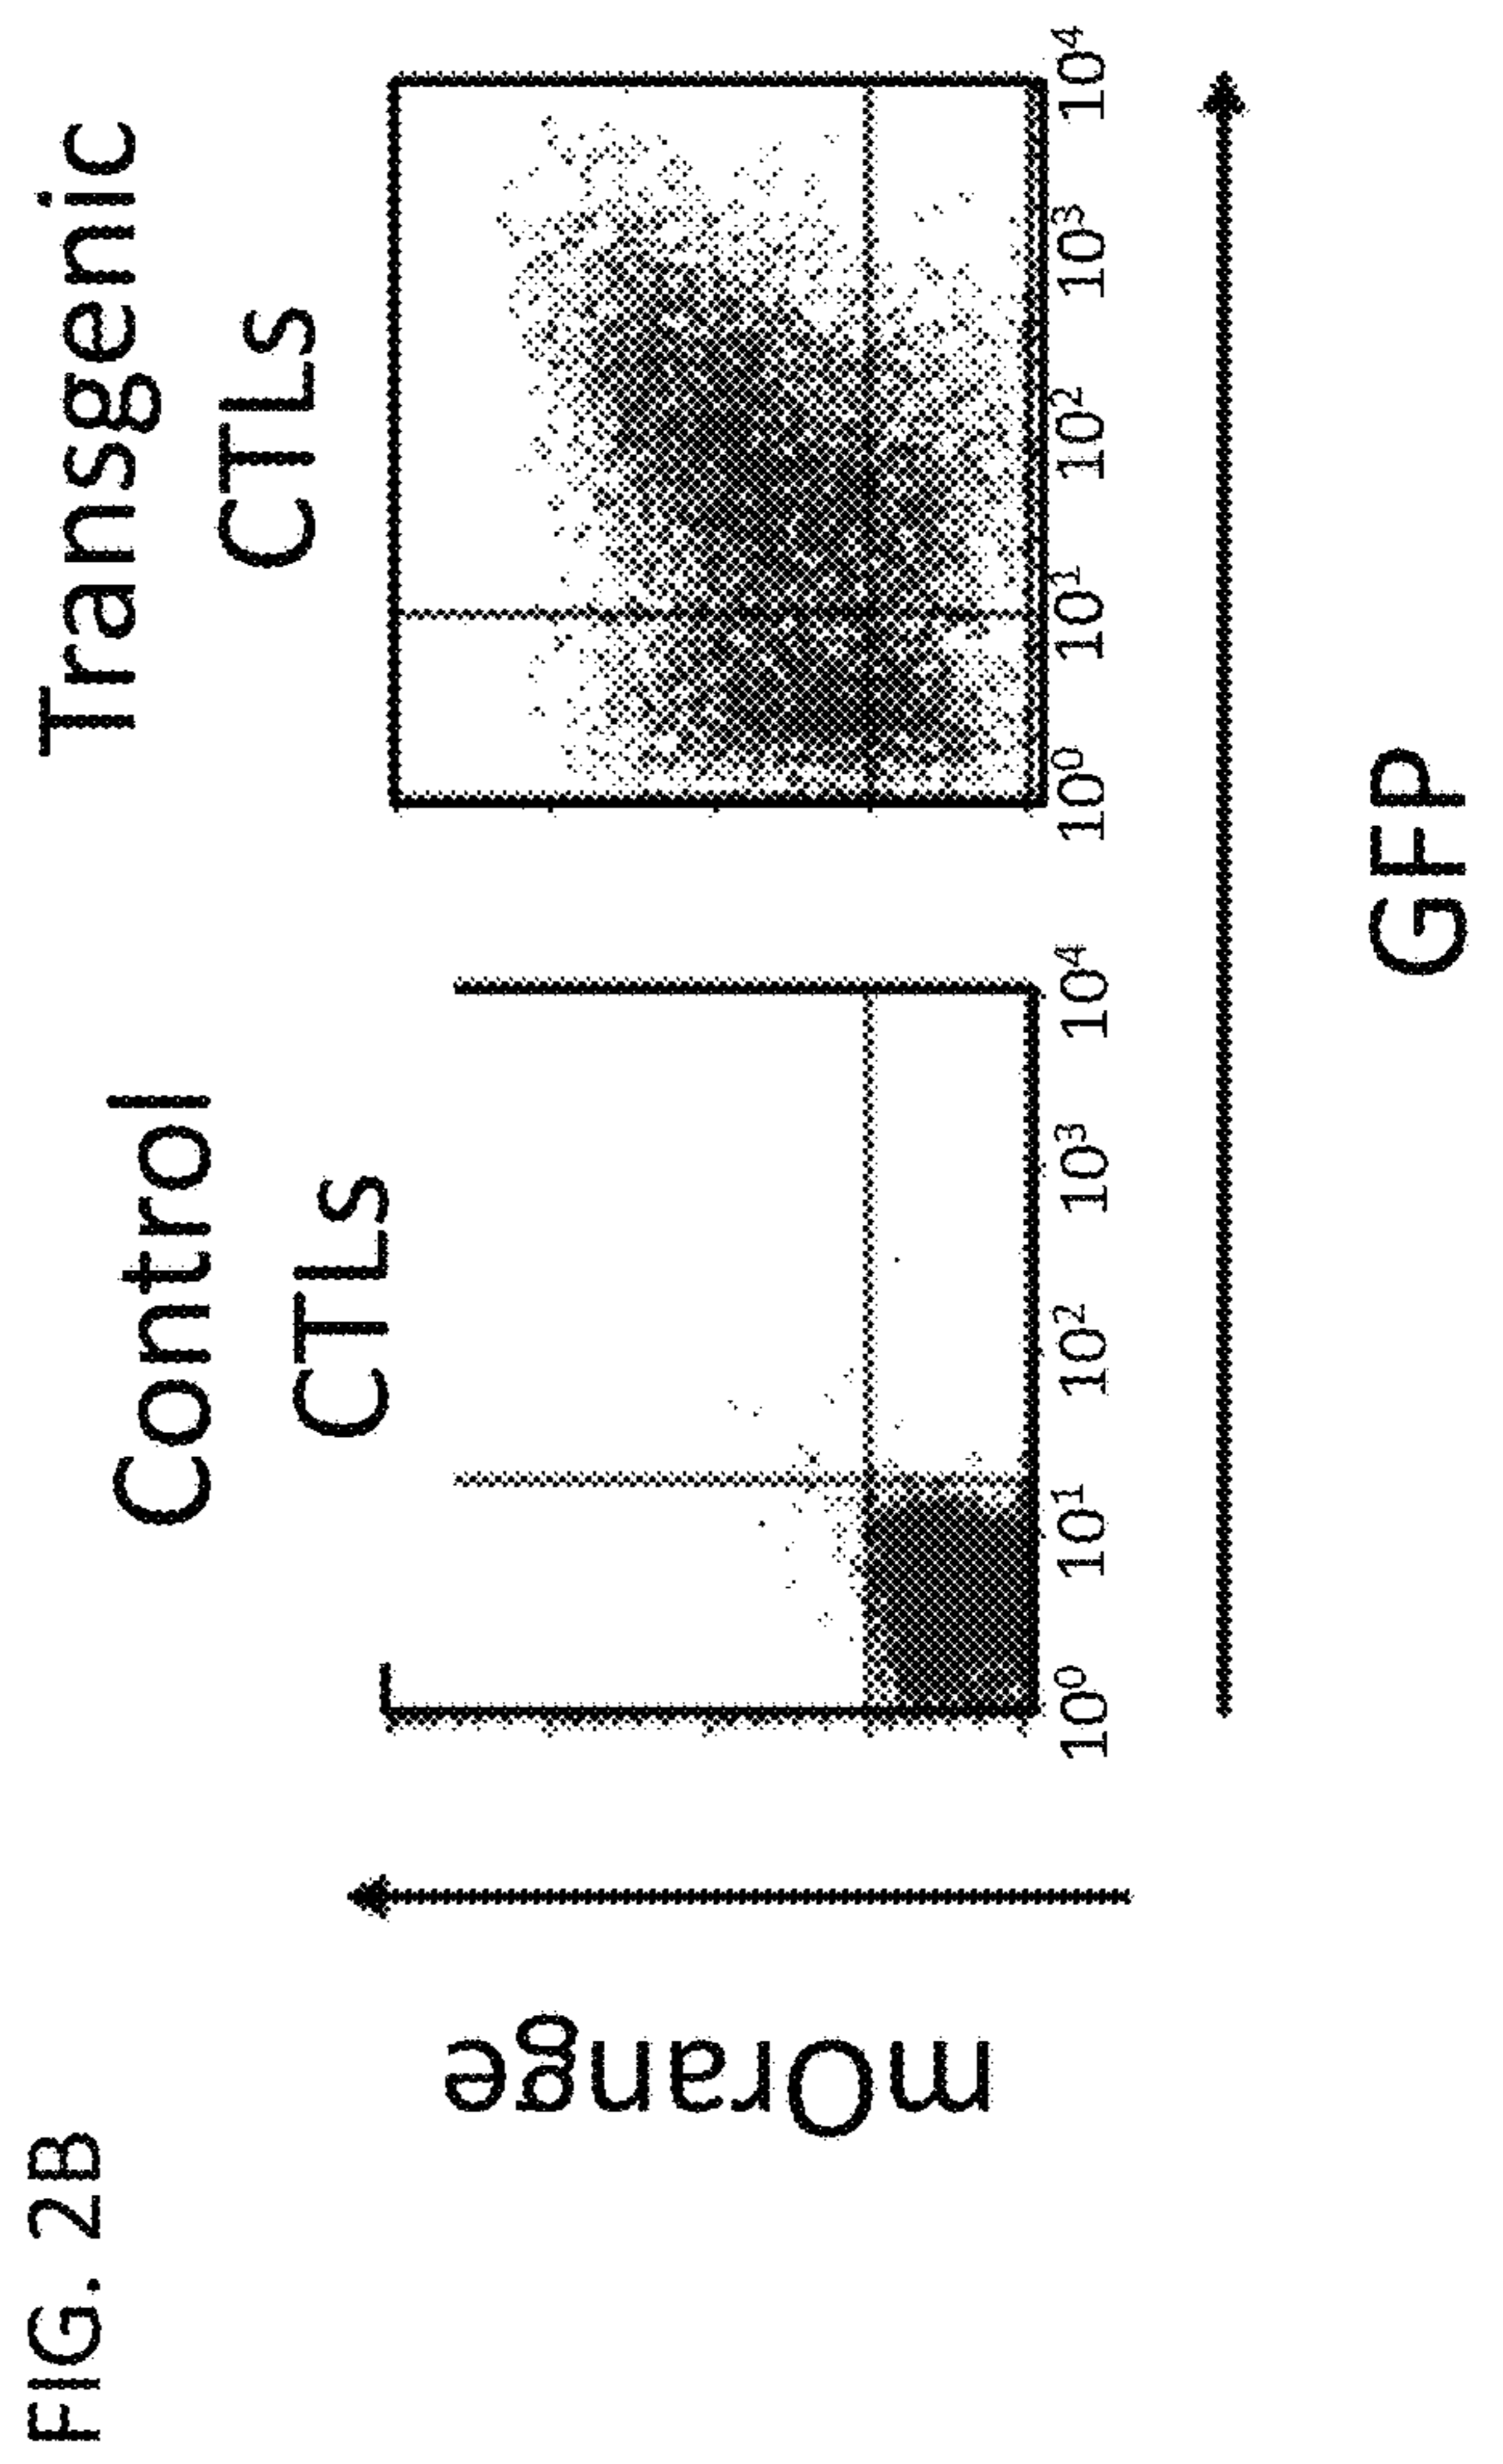 FIG. 2B
Control
CTLs
Transgenic
CTLs
mOrange
10⁰ 10¹ 10² 10³ 10⁴
10⁰ 10¹ 10² 10³ 10⁴
GFP